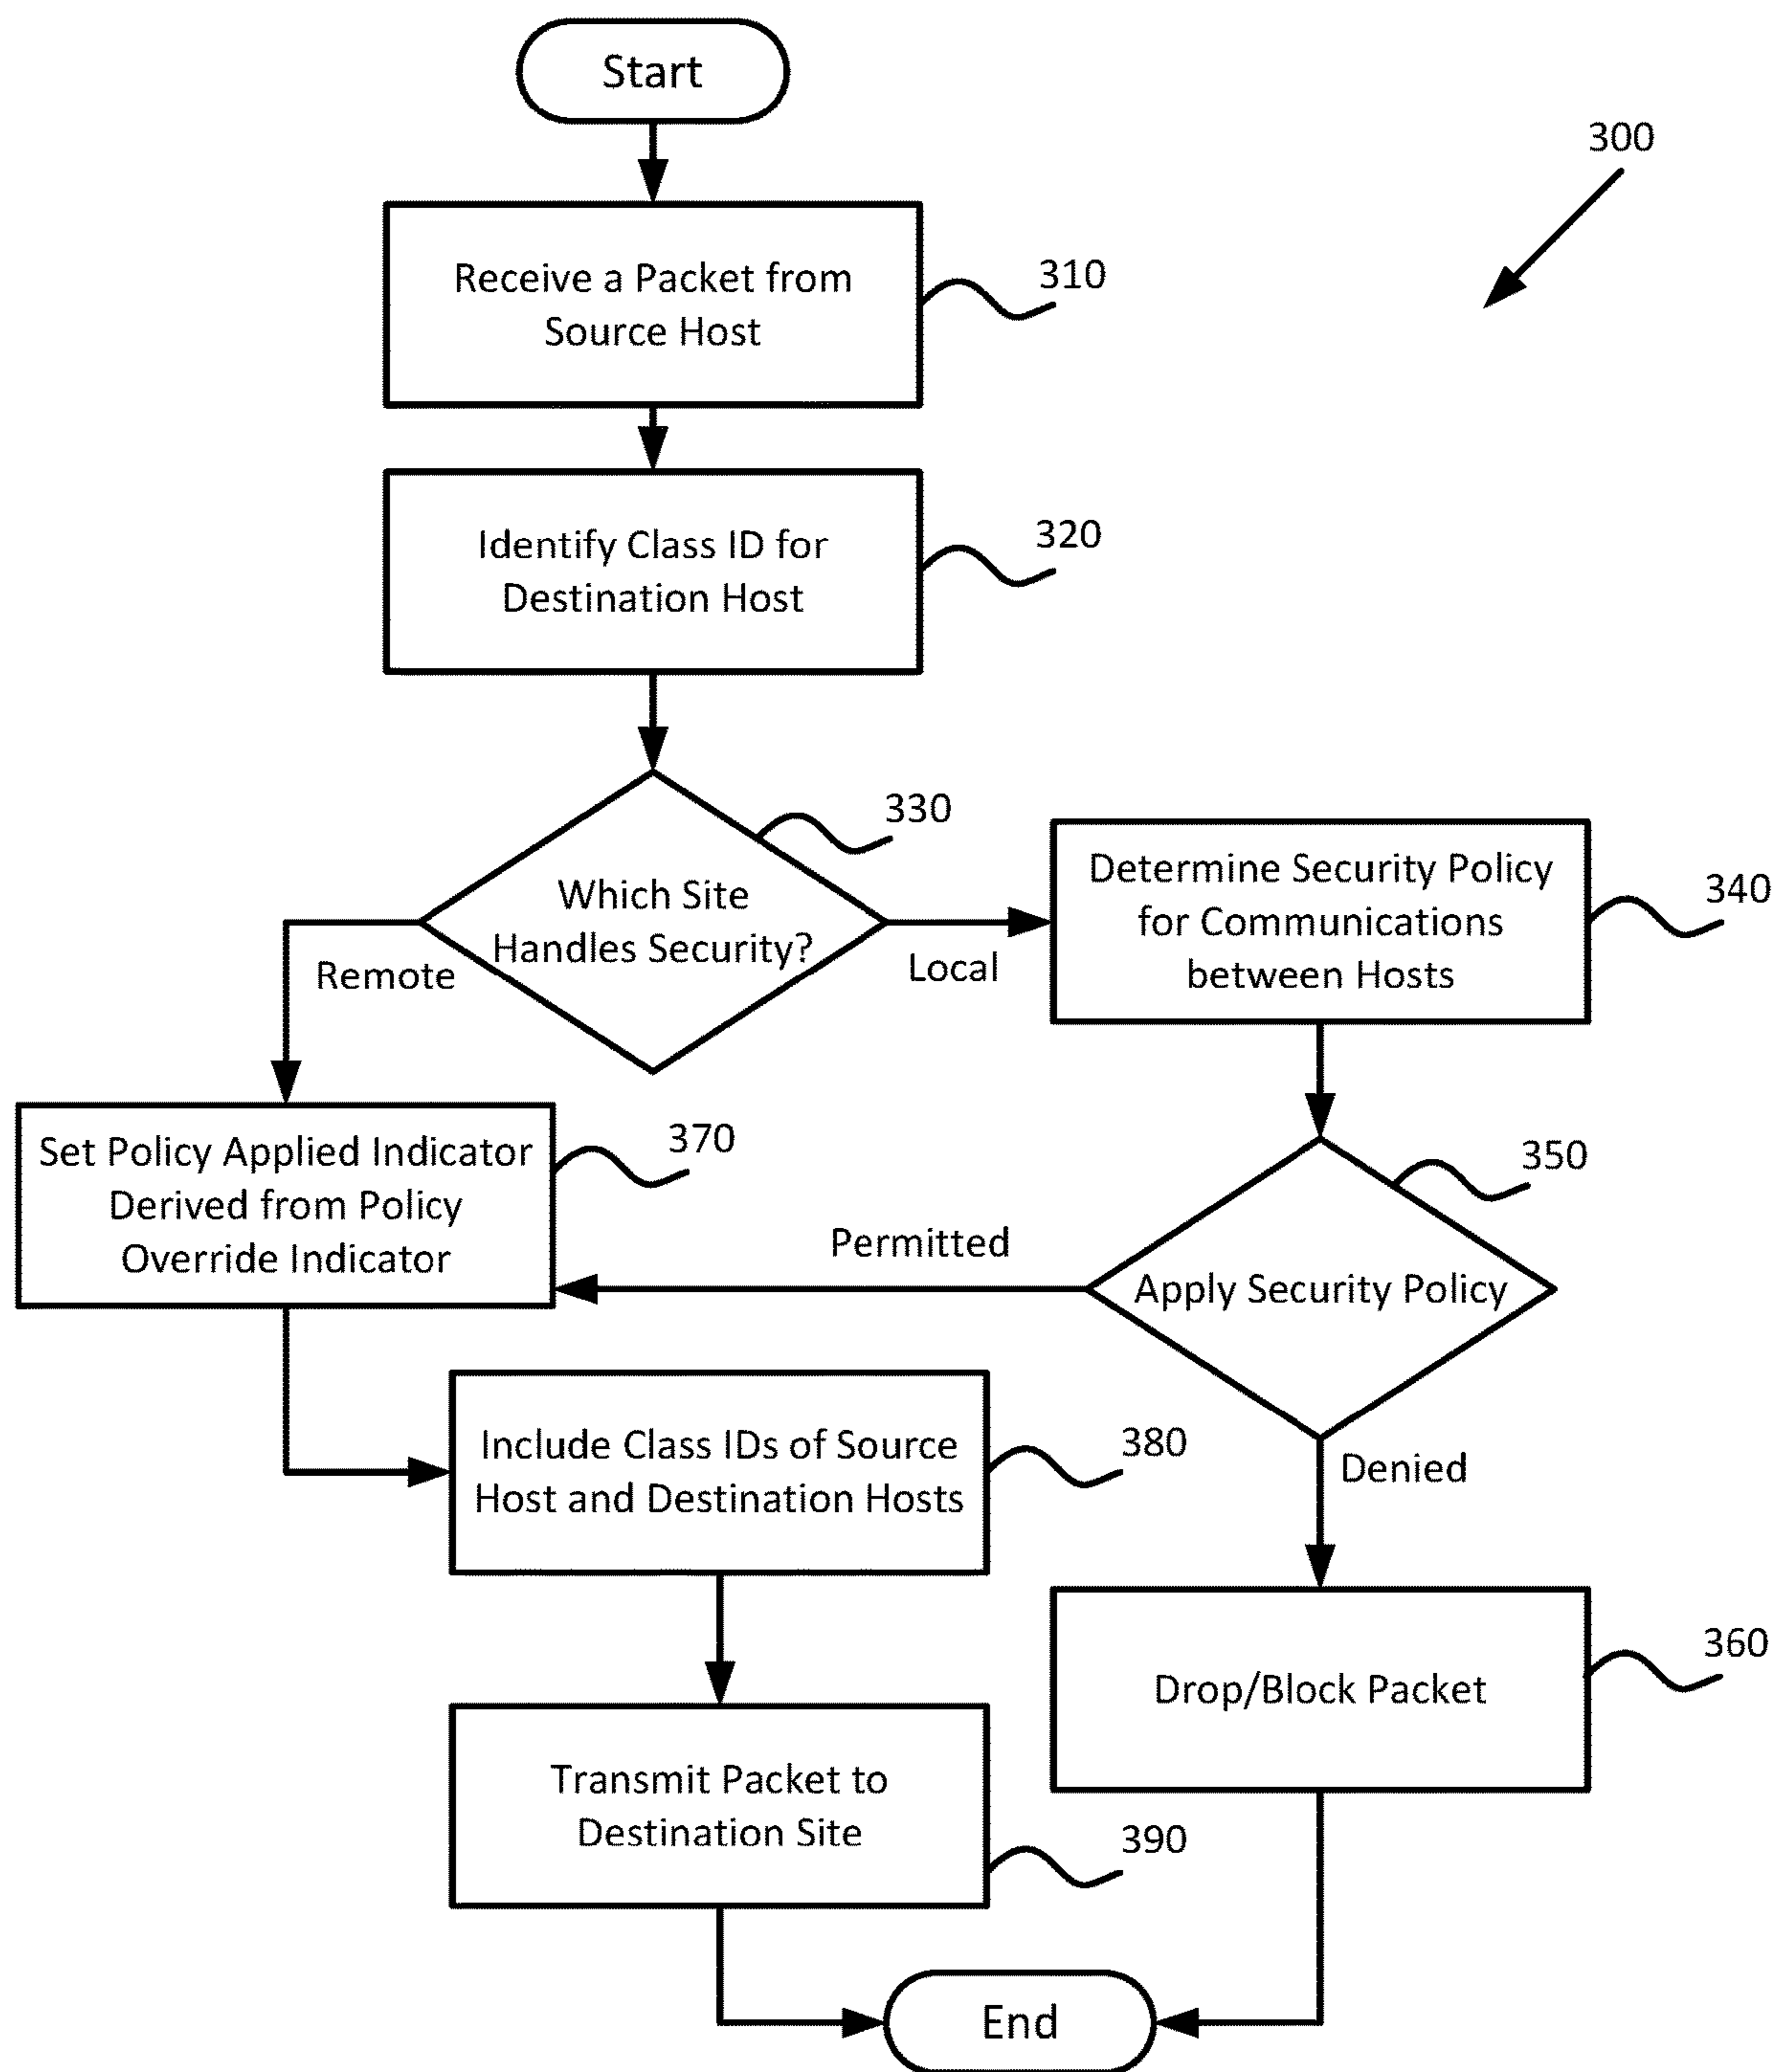 Start
300
Receive a Packet from
Source Host
310
Identify Class ID for
Destination Host
320
330
Which Site
Handles Security?
Remote
Local
Determine Security Policy
for Communications
between Hosts
340
Set Policy Applied Indicator
Derived from Policy
Override Indicator
370
350
Permitted
Apply Security Policy
Denied
Include Class IDs of Source
Host and Destination Hosts
380
Drop/Block Packet
360
Transmit Packet to
Destination Site
390
End